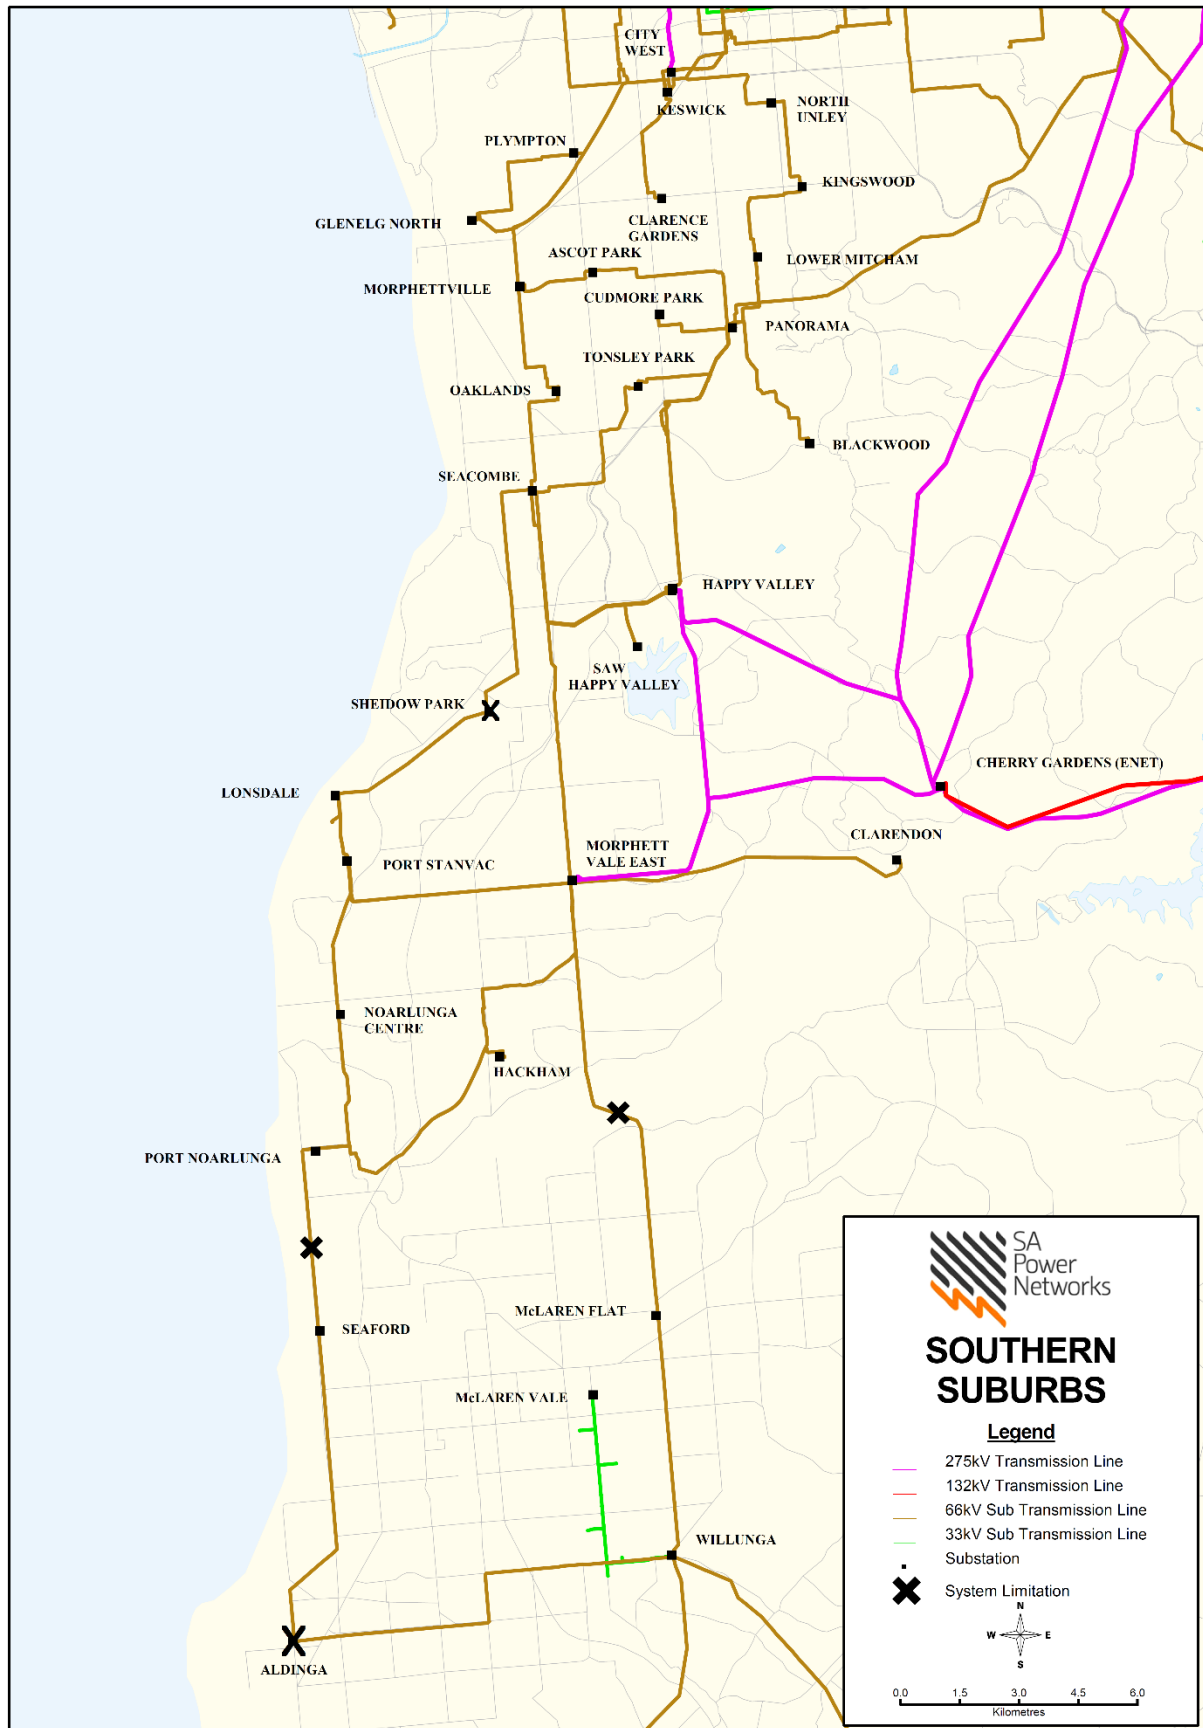 CITY
WEST
KESWICK
NORTH
UNLEY
PLYMPTON
KINGSWOOD
GLENELG NORTH
CLARENCE
GARDENS
ASCOT PARK
LOWER MITCHAM
MORPHETTVILLE
CUDMORE PARK
PANORAMA
TONSLEY PARK
OAKLANDS
BLACKWOOD
SEACOMBE
HAPPY VALLEY
SAW
HAPPY VALLEY
SHEIDOW PARK
CHERRY GARDENS (ENET)
LONSDALE
CLARENDON
MORPHETT
VALE EAST
PORT STANVAC
NOARLUNGA
CENTRE
HACKHAM
PORT NOARLUNGA
McLAREN FLAT
SEAFORD
McLAREN VALE
WILLUNGA
ALDINGA
SA
Power
Networks
SOUTHERN
SUBURBS
Legend
275kV Transmission Line
132kV Transmission Line
66kV Sub Transmission Line
33kV Sub Transmission Line
Substation
System Limitation
N
W E
S
0.0 1.5 3.0 4.5 6.0
Kilometres